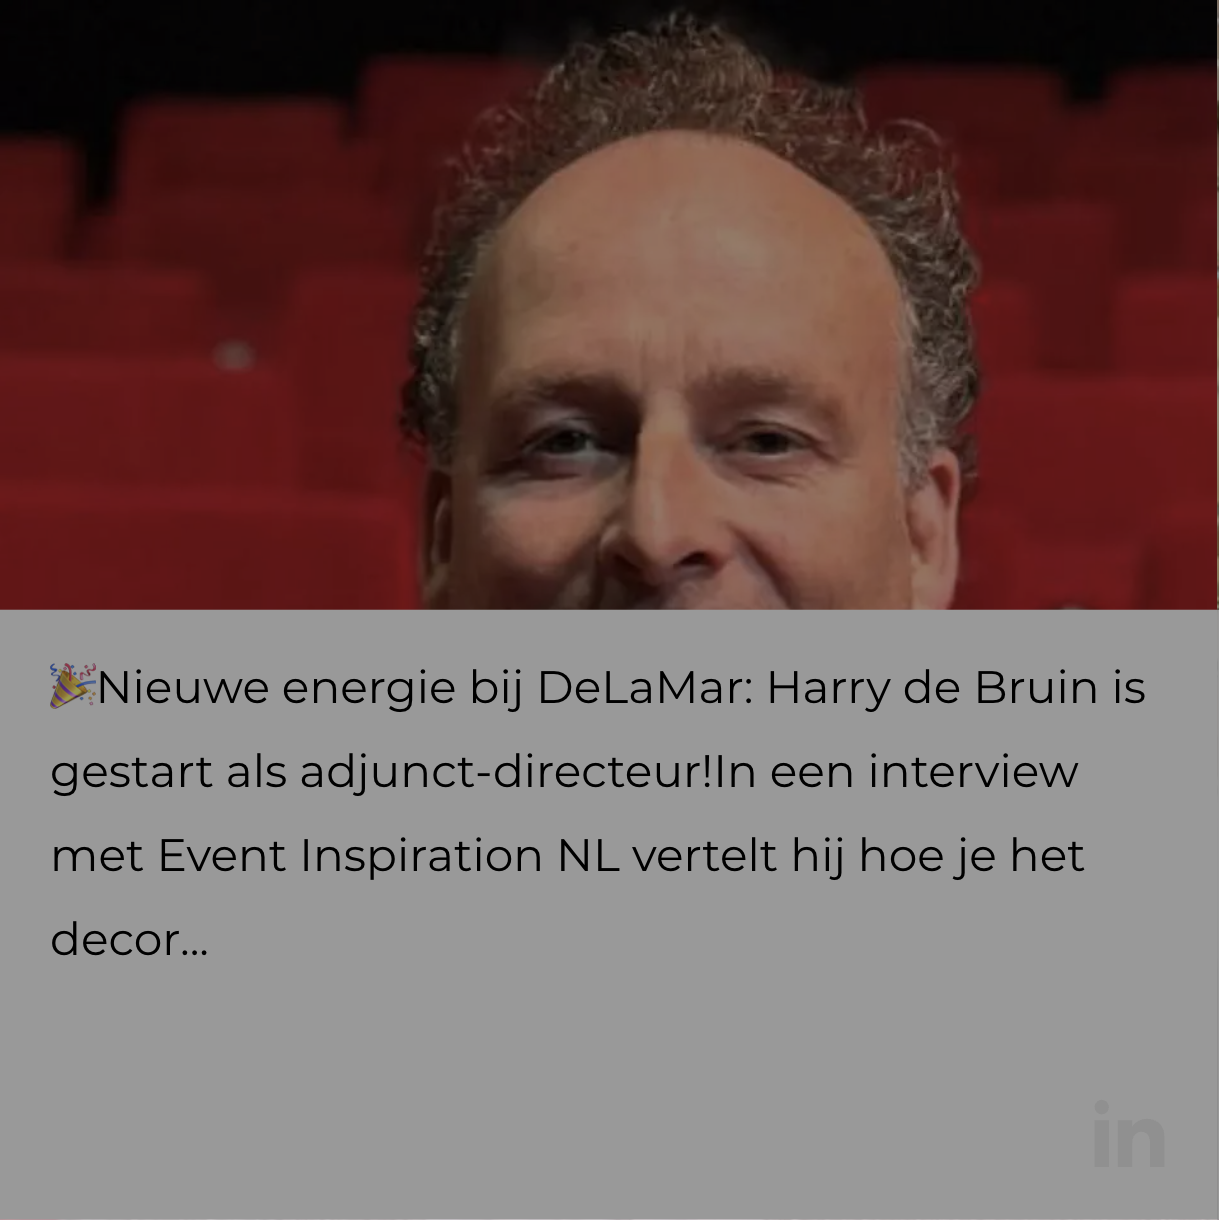 🎉Nieuwe energie bij DeLaMar: Harry de Bruin is
gestart als adjunct-directeur!In een interview
met Event Inspiration NL vertelt hij hoe je het
decor...
in